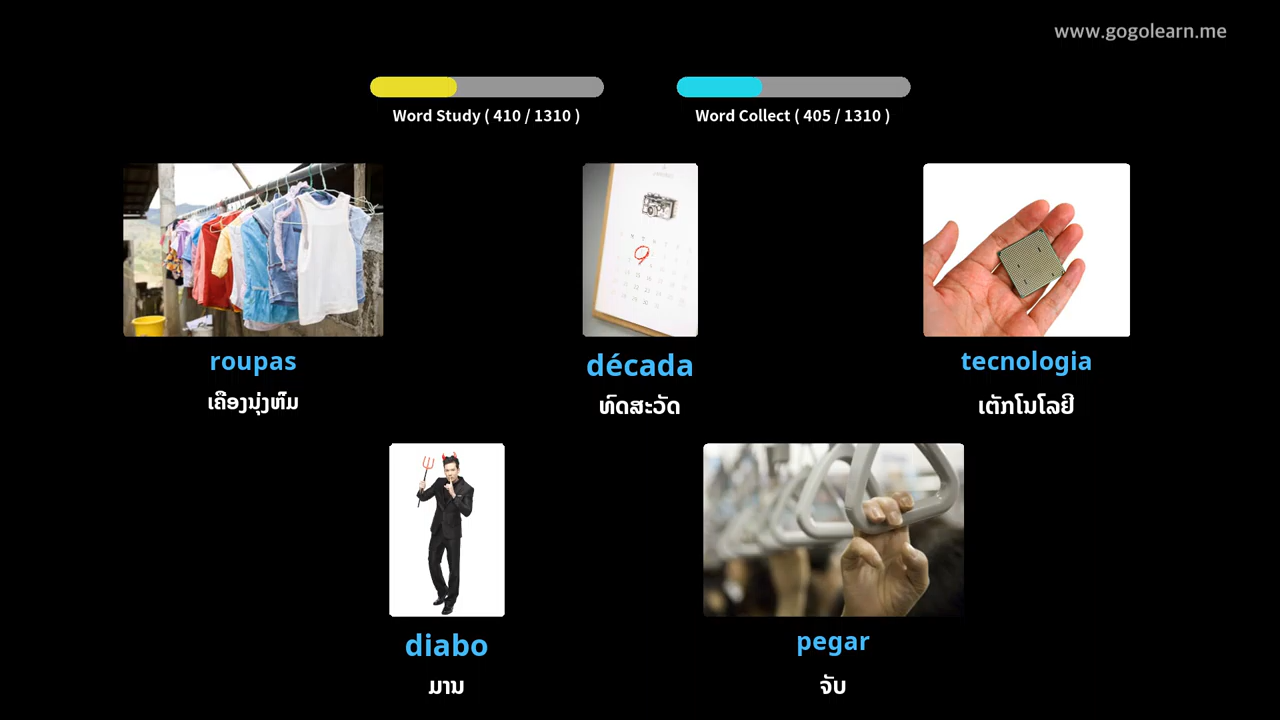 www.gogolearn.me
Word Study ( 410 / 1310 )
Word Collect ( 405 / 1310 )
roupas
ເຄືອງນຸ່ງຫົ່ມ
década
ທົດສະວັດ
tecnologia
ເຕັກໂນໂລຢີ
diabo
ມານ
pegar
ຈັບ